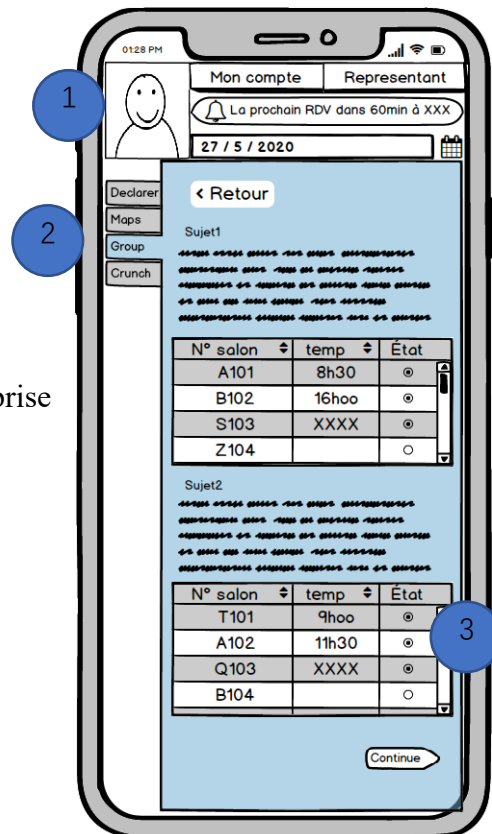 01:28 PM
1
Mon compte Representant
La prochain RDV dans 60min à XXX
27 / 5 / 2020
Declarer
Maps
Group
Crunch
2
< Retour
Sujet1
N° salon temp État
A101 8h30
B102 16hoo
S103 XXXX
Z104
prise
Sujet2
N° salon temp État
T101 9hoo
A102 11h30
Q103 XXXX
B104
3
Continue